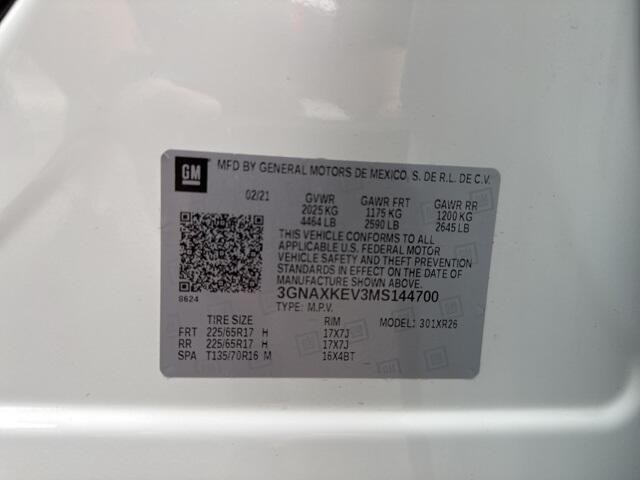 GM MFD BY GENERAL MOTORS DE MEXICO, S. DE R.L. DE C.V.
02/21 GVWR GAWR FRT GAWR RR
2025 KG 1175 KG 1200 KG
4464 LB 2590 LB 2645 LB
THIS VEHICLE CONFORMS TO ALL
APPLICABLE U.S. FEDERAL MOTOR
VEHICLE SAFETY AND THEFT PREVENTION
STANDARDS IN EFFECT ON THE DATE OF
MANUFACTURE SHOWN ABOVE.
8624 3GNAXKEV3MS144700
TYPE: M.P.V.
TIRE SIZE RIM MODEL: 301XR26
FRT 225/65R17 H 17X7J
RR 225/65R17 H 17X7J
SPA T135/70R16 M 16X4BT